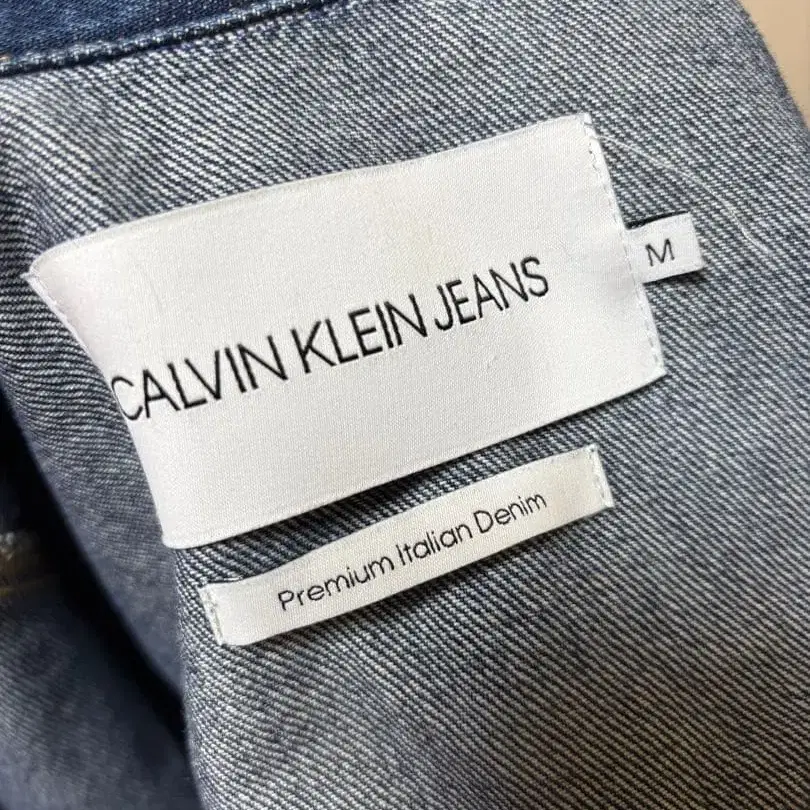 CALVIN KLEIN JEANS
M
Premium Italian Denim